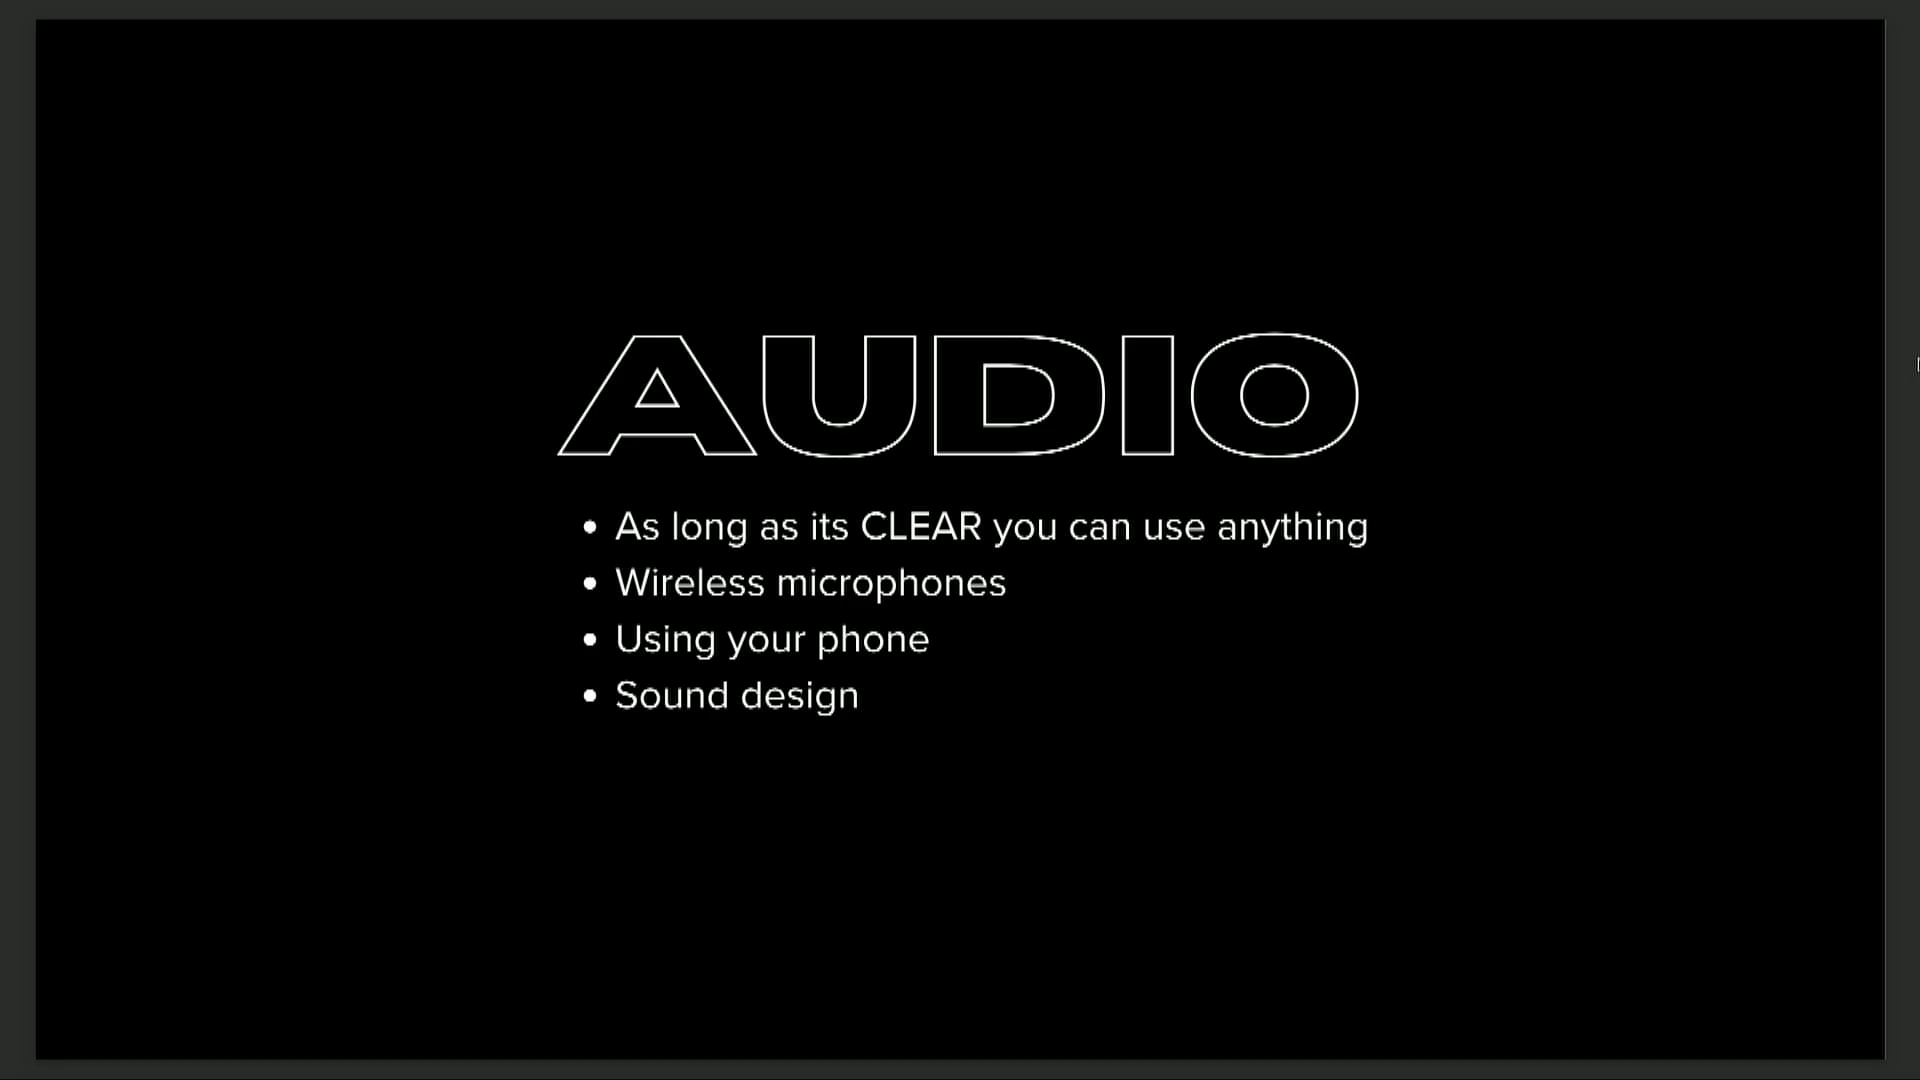 AUDIO
• As long as its CLEAR you can use anything
• Wireless microphones
• Using your phone
• Sound design